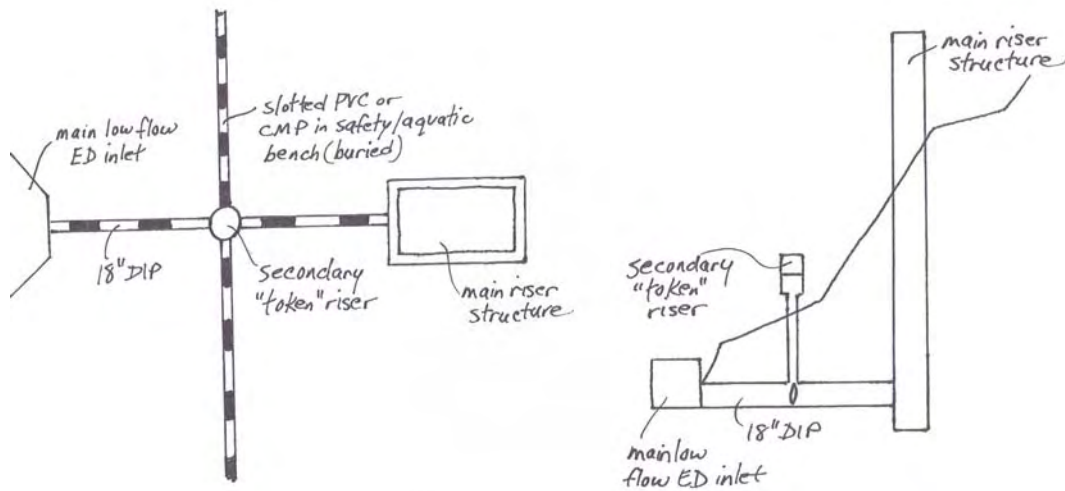 main low flow
ED inlet
slotted PVC or
CMP in safety/aquatic
bench (buried)
18" DIP
secondary
"token" riser
main riser
structure
main riser
structure
secondary
"token"
riser
18" DIP
main low
flow ED inlet